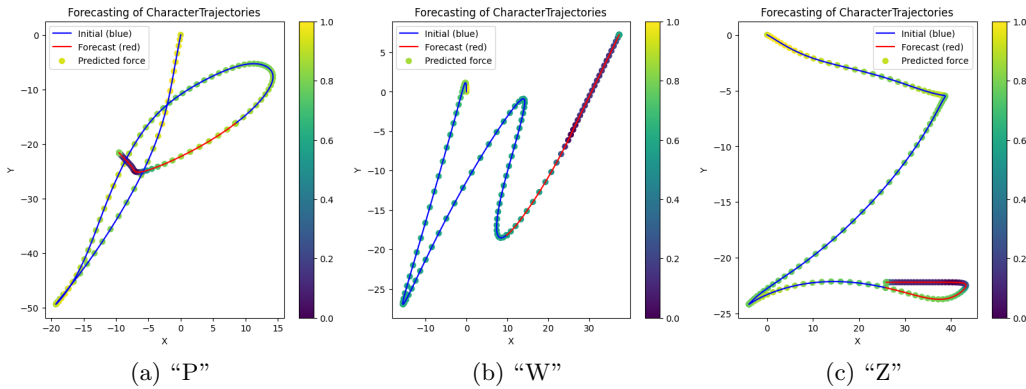 Forecasting of CharacterTrajectories
Initial (blue)
Forecast (red)
Predicted force
Y
0
−10
−20
−30
−40
−50
−20 −15 −10 −5 0 5 10 15
X
1.0
0.8
0.6
0.4
0.2
0.0
(a) “P”
Forecasting of CharacterTrajectories
Initial (blue)
Forecast (red)
Predicted force
Y
5
0
−5
−10
−15
−20
−25
−10 0 10 20 30
X
1.0
0.8
0.6
0.4
0.2
0.0
(b) “W”
Forecasting of CharacterTrajectories
Initial (blue)
Forecast (red)
Predicted force
Y
0
−5
−10
−15
−20
−25
0 10 20 30 40
X
1.0
0.8
0.6
0.4
0.2
0.0
(c) “Z”